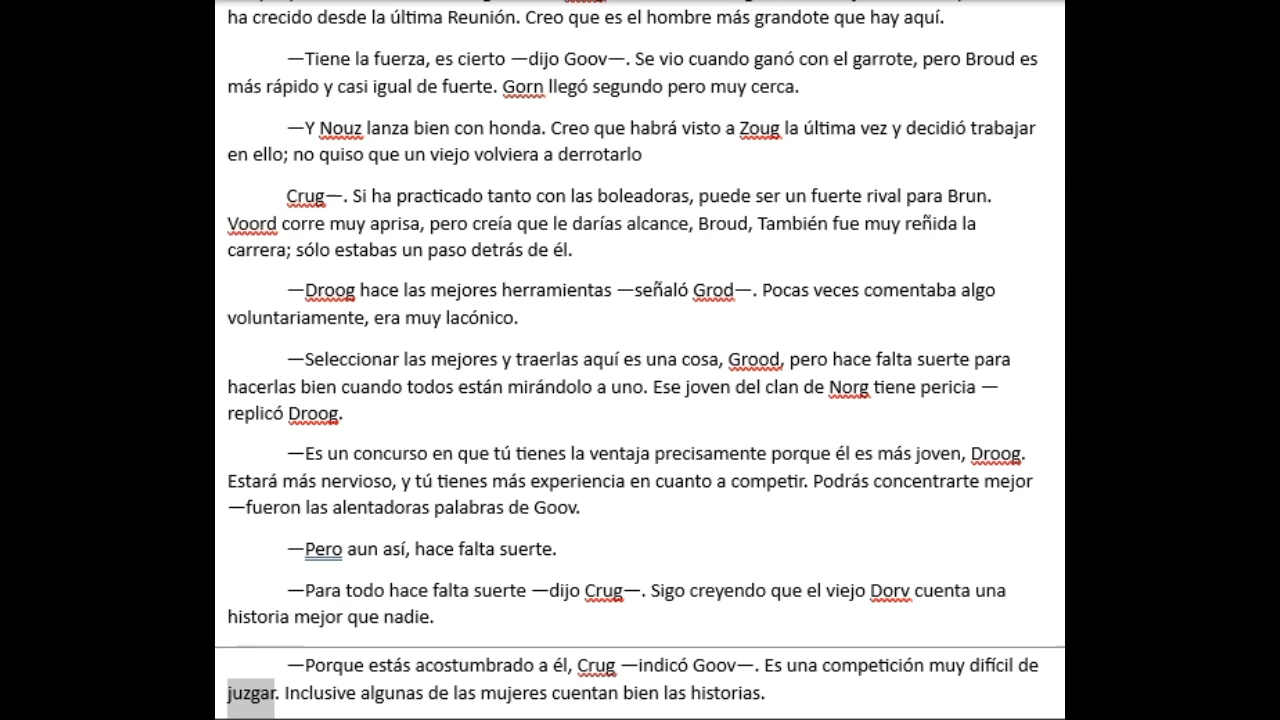 ha crecido desde la última Reunión. Creo que es el hombre más grandote que hay aquí.
—Tiene la fuerza, es cierto —dijo Goov—. Se vio cuando ganó con el garrote, pero Broud es
más rápido y casi igual de fuerte. Gorn llegó segundo pero muy cerca.
—Y Nouz lanza bien con honda. Creo que habrá visto a Zoug la última vez y decidió trabajar
en ello; no quiso que un viejo volviera a derrotarlo
Crug—. Si ha practicado tanto con las boleadoras, puede ser un fuerte rival para Brun.
Voord corre muy aprisa, pero creía que le darías alcance, Broud, También fue muy reñida la
carrera; sólo estabas un paso detrás de él.
—Droog hace las mejores herramientas —señaló Grod—. Pocas veces comentaba algo
voluntariamente, era muy lacónico.
—Seleccionar las mejores y traerlas aquí es una cosa, Grood, pero hace falta suerte para
hacerlas bien cuando todos están mirándolo a uno. Ese joven del clan de Norg tiene pericia —
replicó Droog.
—Es un concurso en que tú tienes la ventaja precisamente porque él es más joven, Droog.
Estará más nervioso, y tú tienes más experiencia en cuanto a competir. Podrás concentrarte mejor
—fueron las alentadoras palabras de Goov.
—Pero aun así, hace falta suerte.
—Para todo hace falta suerte —dijo Crug—. Sigo creyendo que el viejo Dorv cuenta una
historia mejor que nadie.
—Porque estás acostumbrado a él, Crug —indicó Goov—. Es una competición muy difícil de
juzgar. Inclusive algunas de las mujeres cuentan bien las historias.